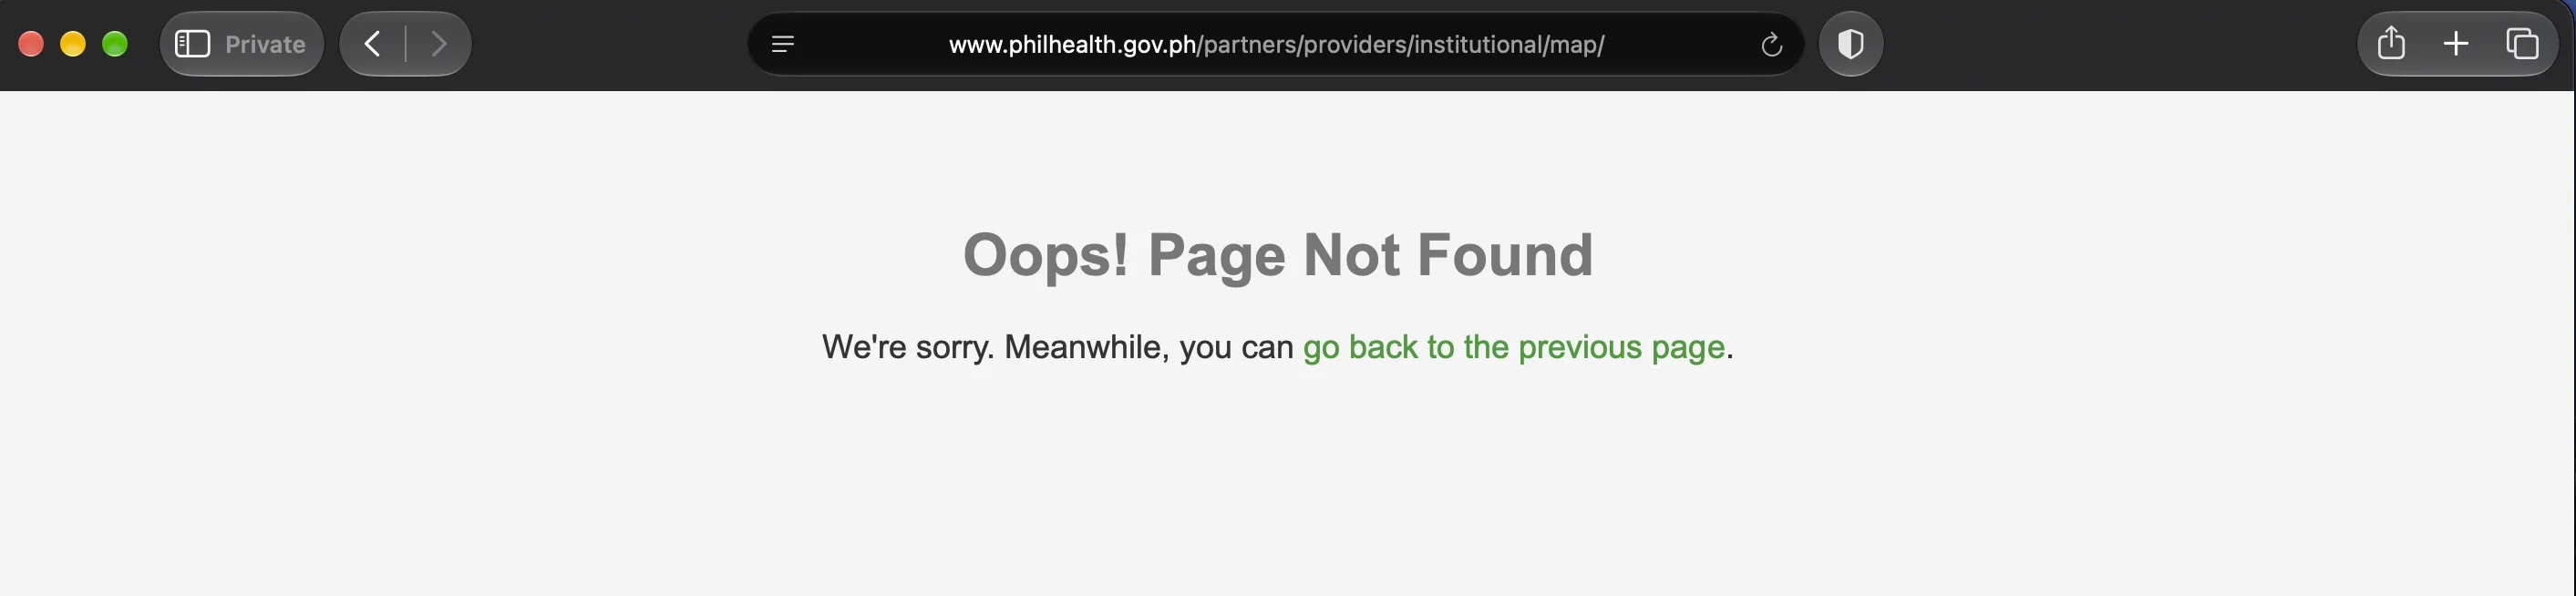 Private
www.philhealth.gov.ph/partners/providers/institutional/map/
Oops! Page Not Found
We're sorry. Meanwhile, you can go back to the previous page.